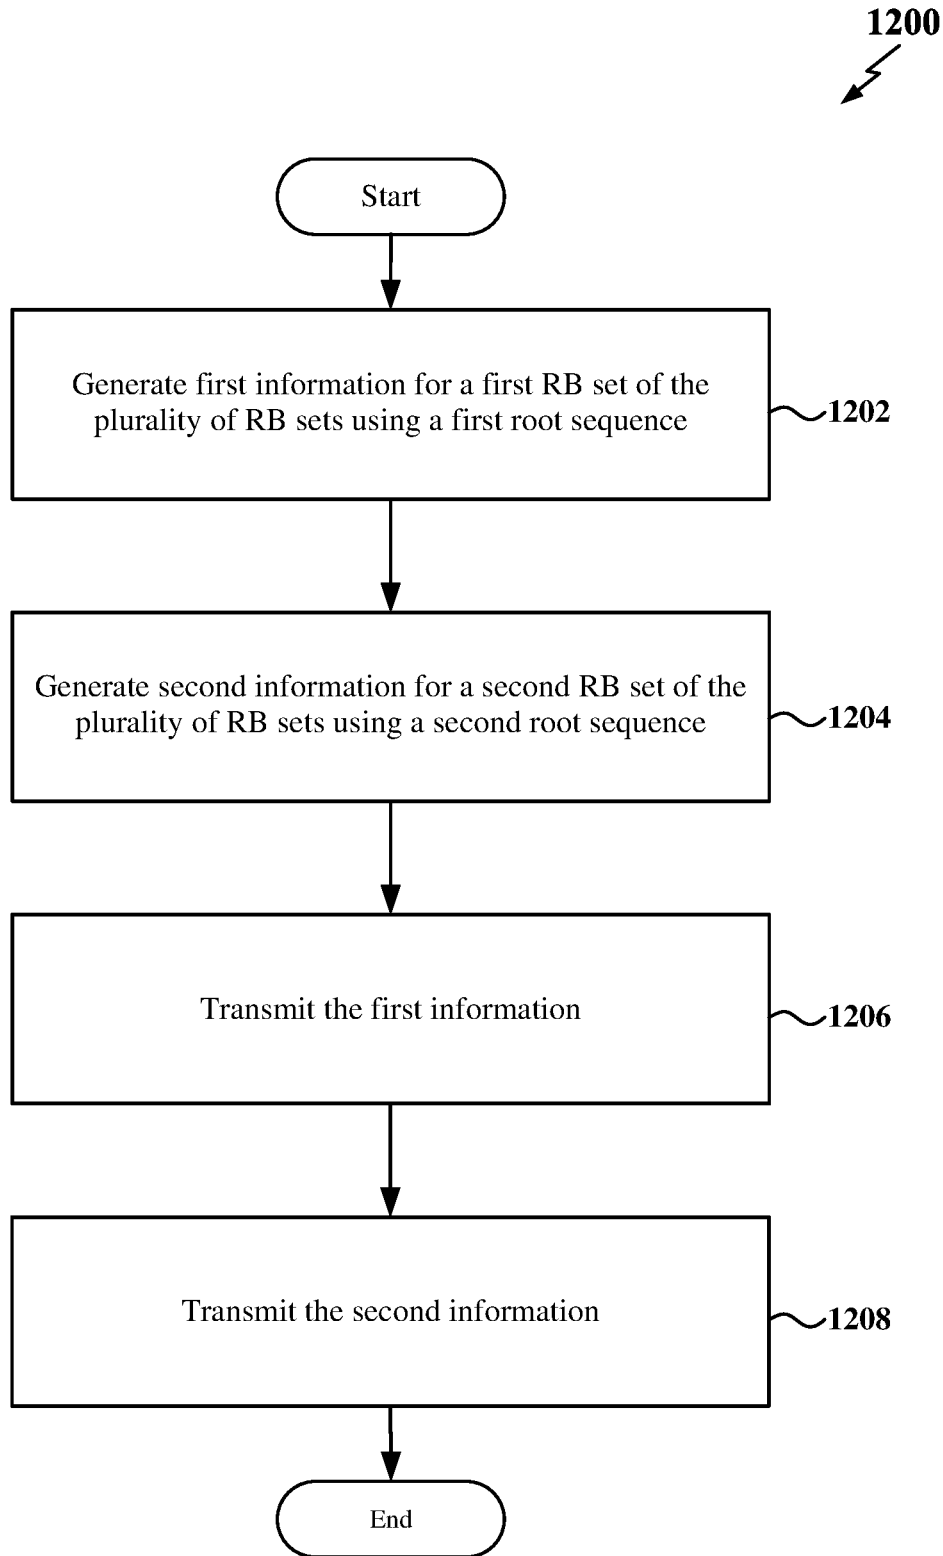 1200
Start
Generate first information for a first RB set of the
plurality of RB sets using a first root sequence
1202
Generate second information for a second RB set of the
plurality of RB sets using a second root sequence
1204
Transmit the first information
1206
Transmit the second information
1208
End